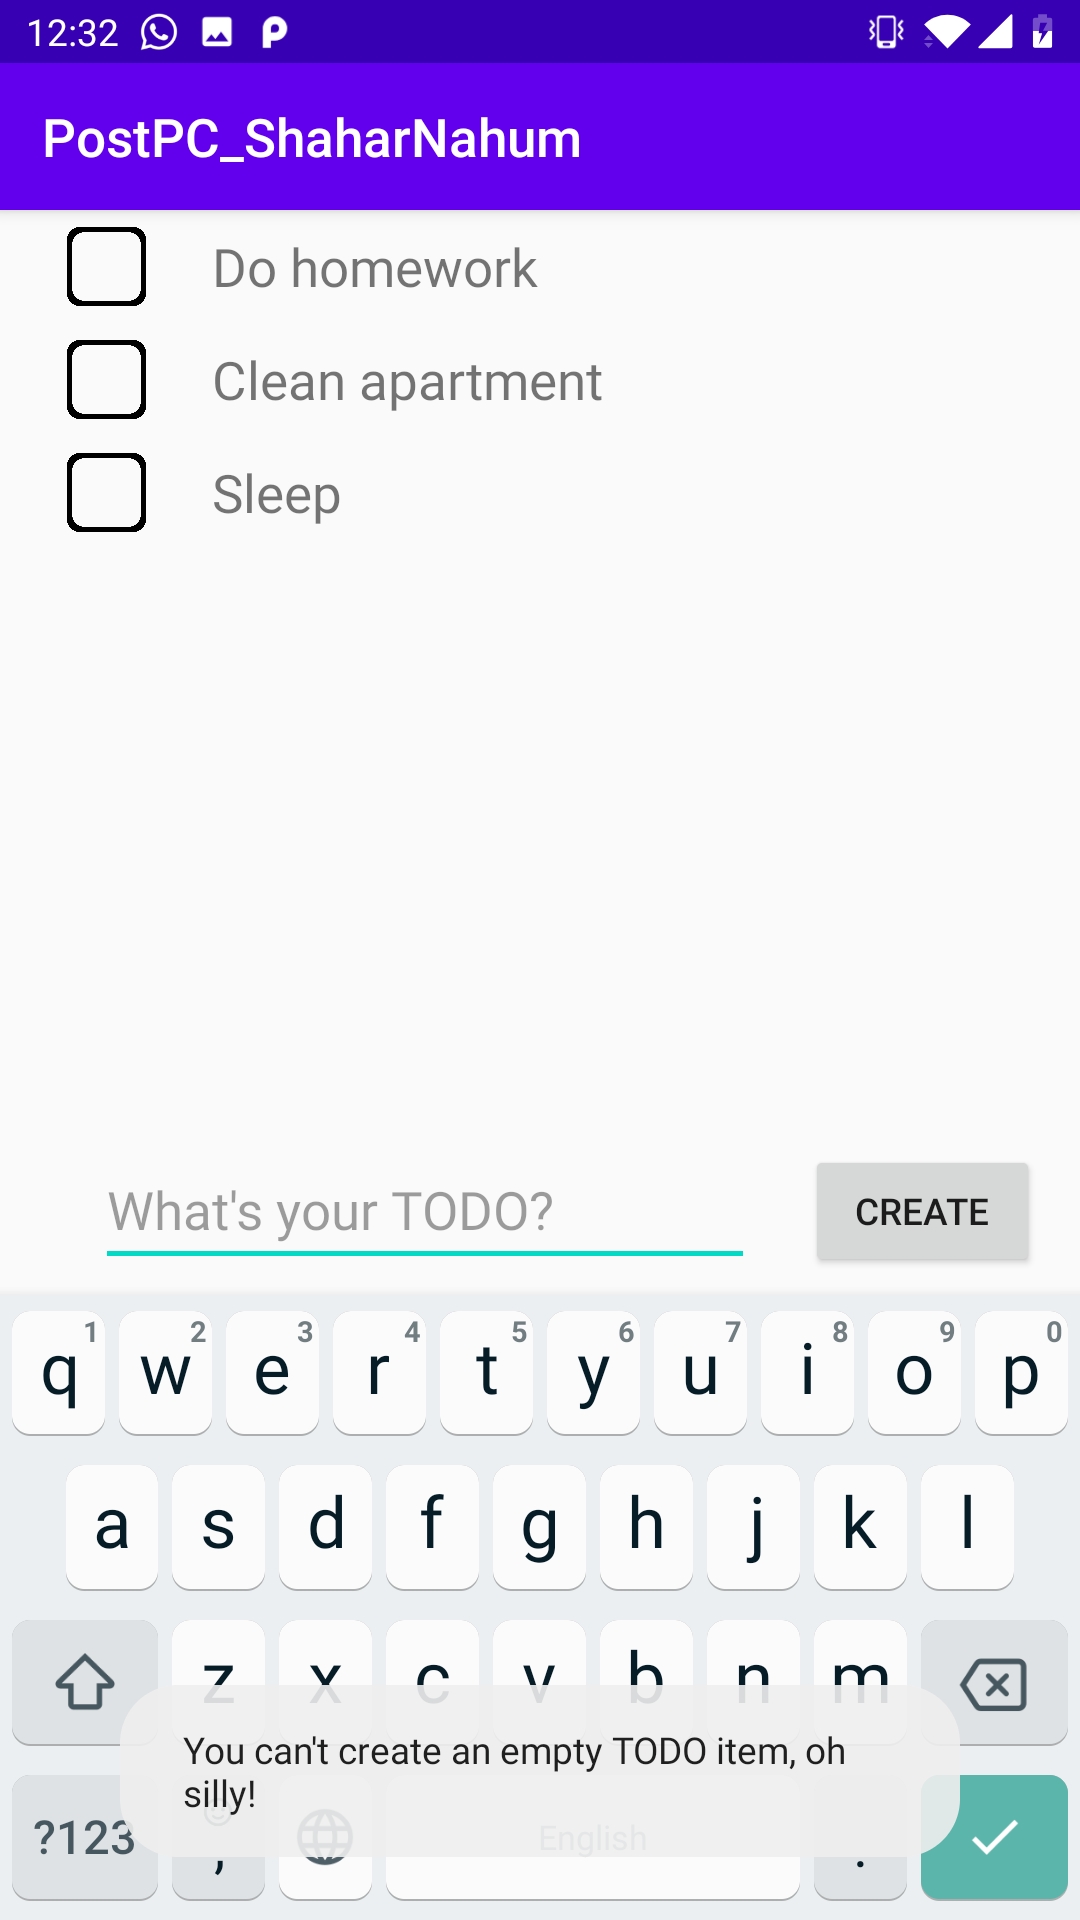 12:32
PostPC_ShaharNahum
Do homework
Clean apartment
Sleep
What's your TODO?
CREATE
1 2 3 4 5 6 7 8 9 0
q w e r t y u i o p
a s d f g h j k l
z x c v b n m
You can't create an empty TODO item, oh
silly!
?123 , English .